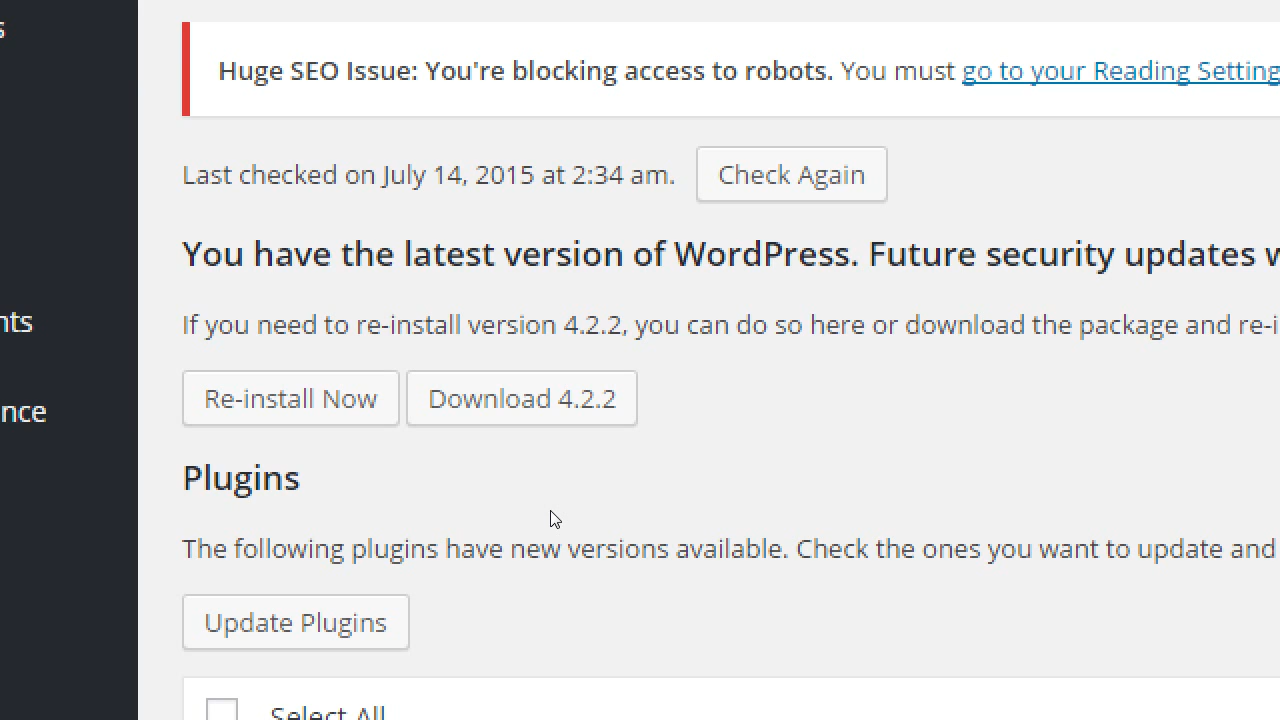 s
Huge SEO Issue: You're blocking access to robots. You must go to your Reading Setting
Last checked on July 14, 2015 at 2:34 am. Check Again
You have the latest version of WordPress. Future security updates w
If you need to re-install version 4.2.2, you can do so here or download the package and re-i
nts
Re-install Now Download 4.2.2
nce
Plugins
The following plugins have new versions available. Check the ones you want to update and
Update Plugins
Select All